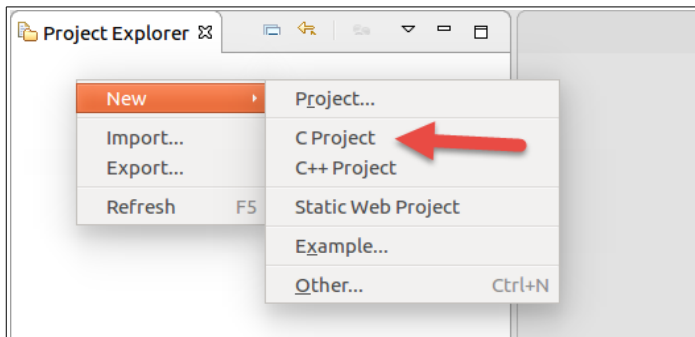 Project Explorer
New
Import...
Export...
Refresh F5
Project...
C Project
C++ Project
Static Web Project
Example...
Other... Ctrl+N